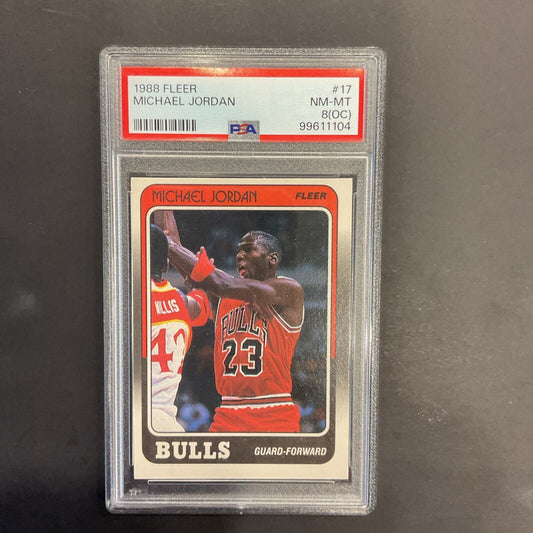 1988 FLEER #17
MICHAEL JORDAN NM-MT
8(OC)
PSA 99611104
MICHAEL JORDAN FLEER
WILLIS
42
BULLS
23
BULLS GUARD-FORWARD